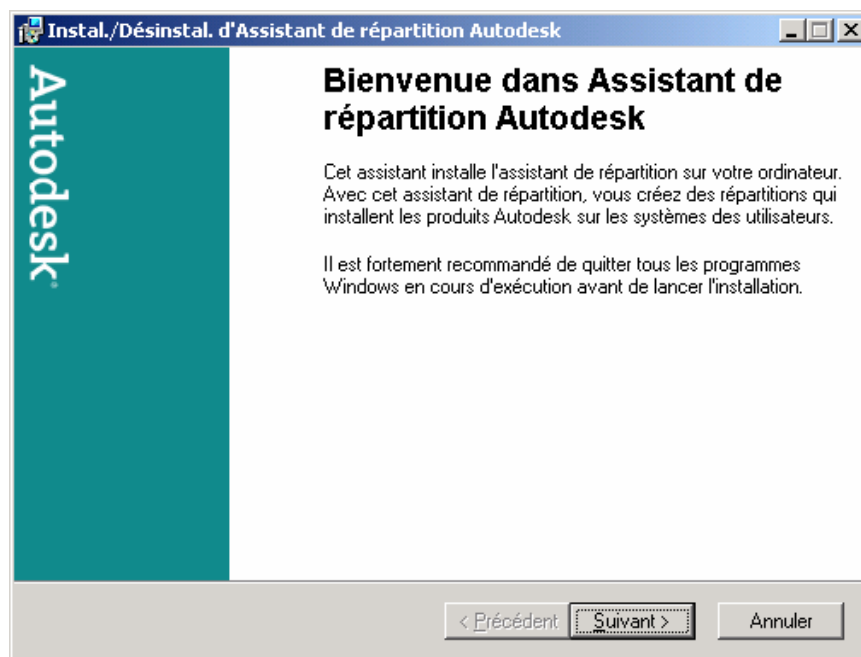 Instal./Désinstal. d'Assistant de répartition Autodesk
Autodesk
Bienvenue dans Assistant de
répartition Autodesk
Cet assistant installe l'assistant de répartition sur votre ordinateur.
Avec cet assistant de répartition, vous créez des répartitions qui
installent les produits Autodesk sur les systèmes des utilisateurs.
Il est fortement recommandé de quitter tous les programmes
Windows en cours d'exécution avant de lancer l'installation.
< Précédent
Suivant >
Annuler